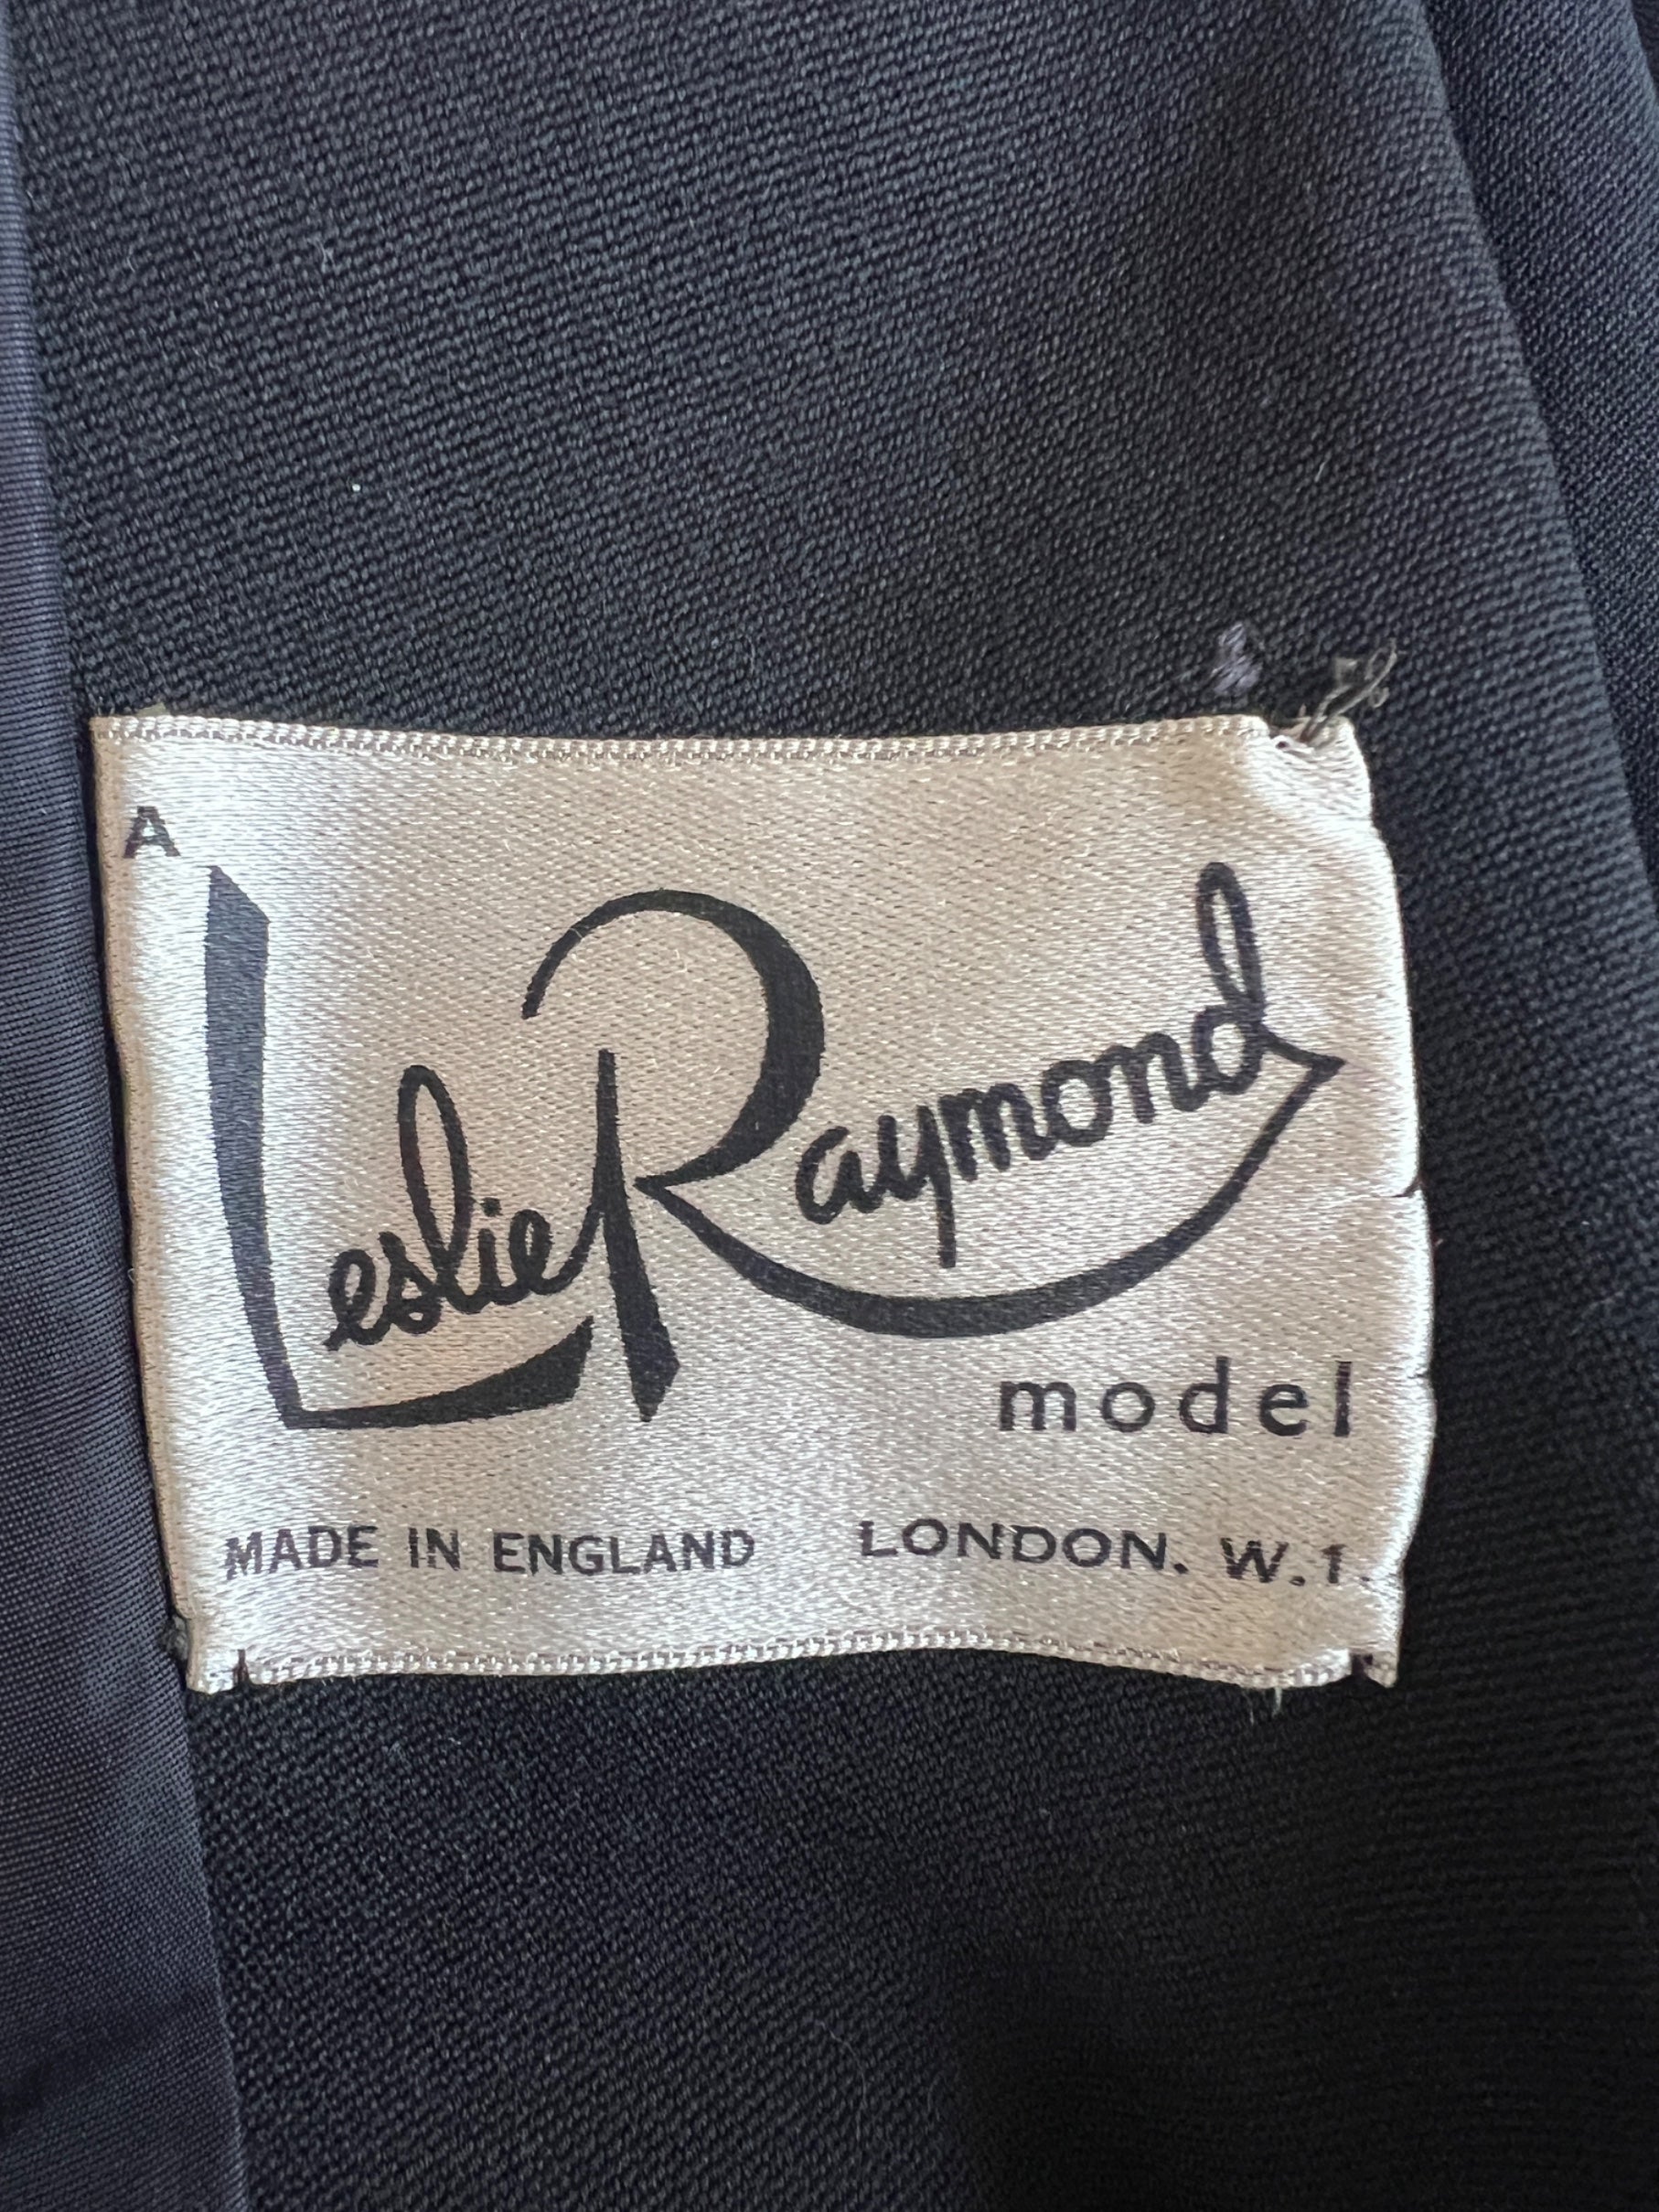 A
Leslie Raymond
model
MADE IN ENGLAND LONDON. W.1.